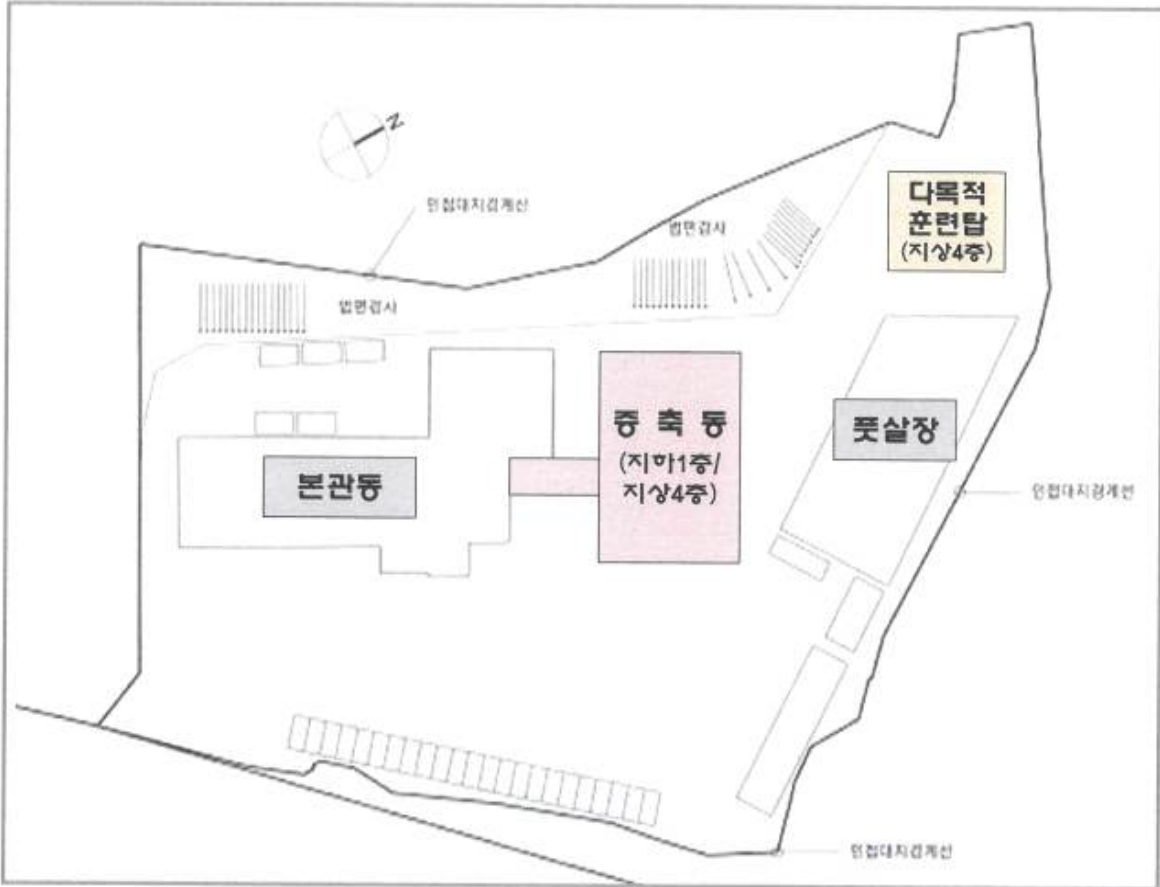 N
인접대지경계선
법면경사
법면경사
다목적
훈련탑
(지상4층)
증 축 동
(지하1층/
지상4층)
풋살장
본관동
인접대지경계선
인접대지경계선